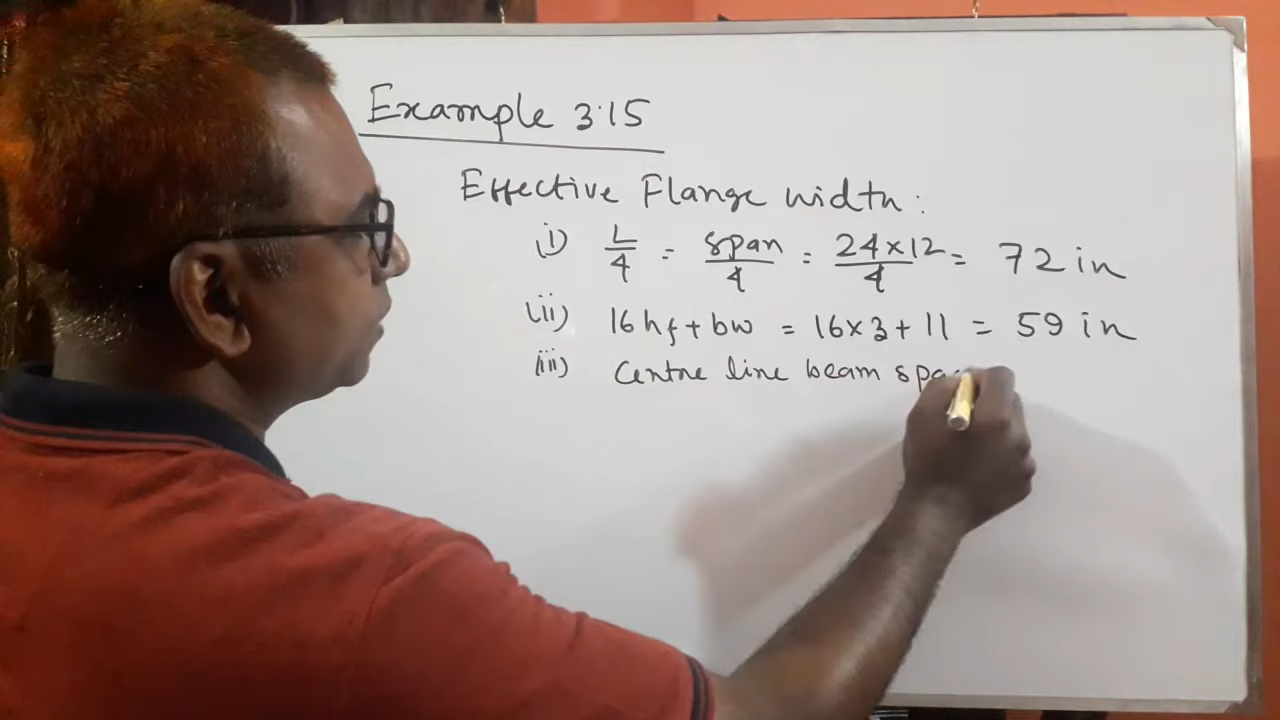 Example 3.15
Effective Flange width:
(i) L/4 = span/4 = 24×12/4 = 72 in
(ii) 16hf + bw = 16×3 + 11 = 59 in
(iii) Centre line beam spa